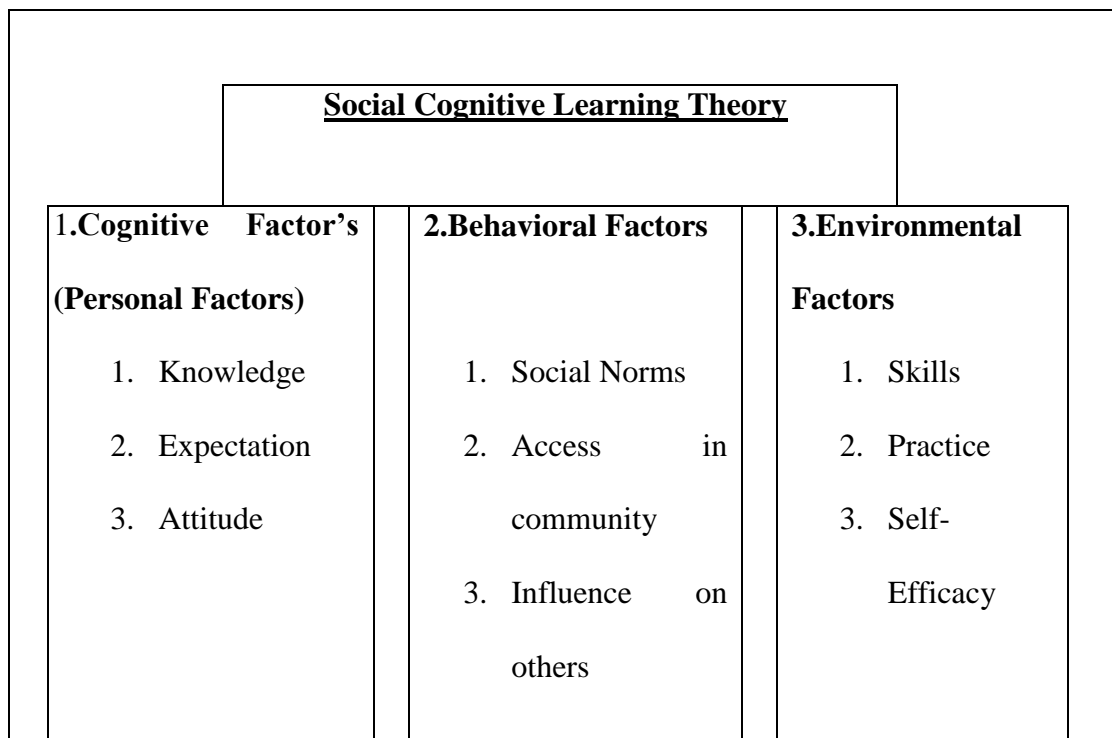 Social Cognitive Learning Theory
1.Cognitive Factor’s
(Personal Factors)
1. Knowledge
2. Expectation
3. Attitude
2.Behavioral Factors
1. Social Norms
2. Access in
community
3. Influence on
others
3.Environmental
Factors
1. Skills
2. Practice
3. Self-
Efficacy